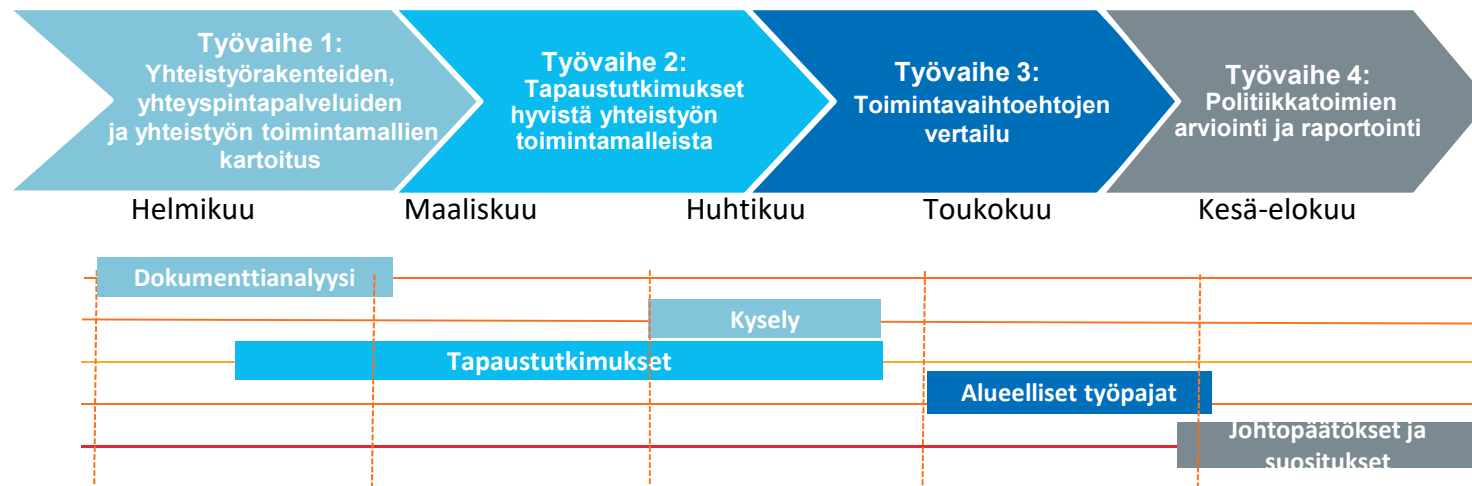 Työvaihe 1:
Yhteistyörakenteiden,
yhteyspintapalveluiden
ja yhteistyön toimintamallien
kartoitus
Työvaihe 2:
Tapaustutkimukset
hyvistä yhteistyön
toimintamalleista
Työvaihe 3:
Toimintavaihtoehtojen
vertailu
Työvaihe 4:
Politiikkatoimien
arviointi ja raportointi
Helmikuu
Maaliskuu
Huhtikuu
Toukokuu
Kesä-elokuu
Dokumenttianalyysi
Kysely
Tapaustutkimukset
Alueelliset työpajat
Johtopäätökset ja
suositukset